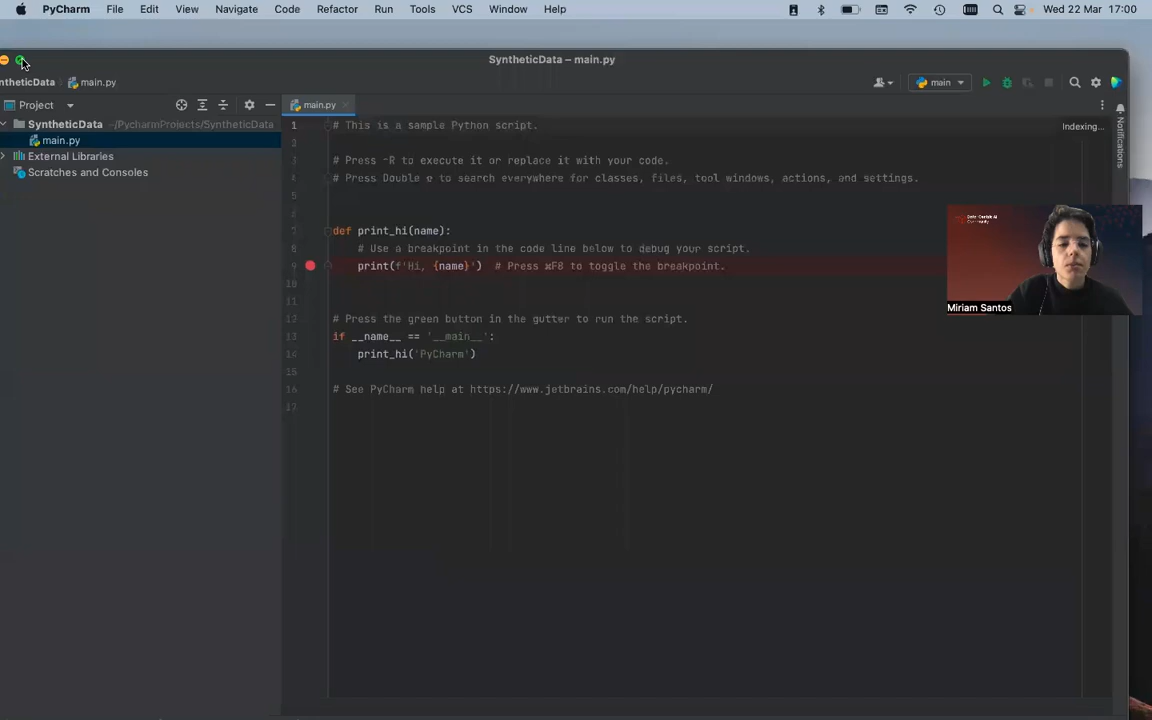 PyCharm File Edit View Navigate Code Refactor Run Tools VCS Window Help Wed 22 Mar 17:00
SyntheticData – main.py
ntheticData main.py main
Project main.py
SyntheticData ~/PycharmProjects/SyntheticData
main.py
External Libraries
Scratches and Consoles
1 # This is a sample Python script. Indexing...
2
3 # Press ⌃R to execute it or replace it with your code.
4 # Press Double ⇧ to search everywhere for classes, files, tool windows, actions, and settings.
5
6
7 def print_hi(name):
8 # Use a breakpoint in the code line below to debug your script.
9 print(f'Hi, {name}') # Press ⌘F8 to toggle the breakpoint.
10
11
12 # Press the green button in the gutter to run the script.
13 if __name__ == '__main__':
14 print_hi('PyCharm')
15
16 # See PyCharm help at https://www.jetbrains.com/help/pycharm/
17
Notifications
Miriam Santos